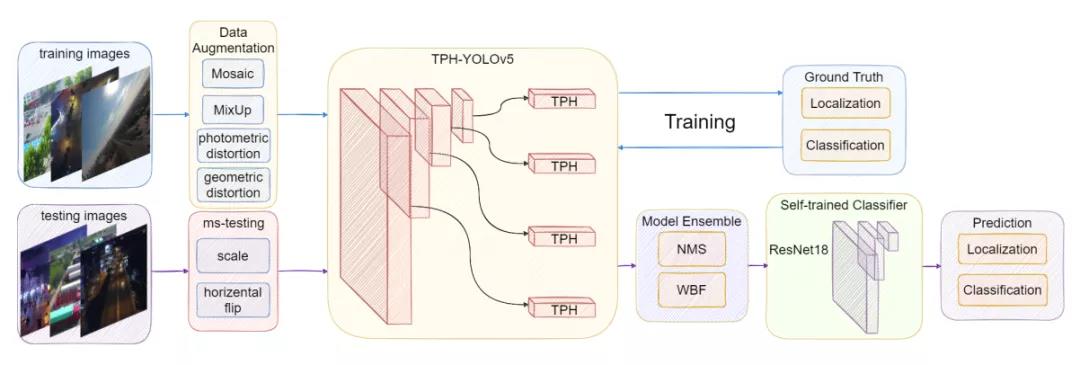 training images
Data
Augmentation
Mosaic
MixUp
photometric
distortion
geometric
distortion
TPH-YOLOv5
TPH
TPH
TPH
TPH
Training
Ground Truth
Localization
Classification
testing images
ms-testing
scale
horizental
flip
Model Ensemble
NMS
WBF
Self-trained Classifier
ResNet18
Prediction
Localization
Classification